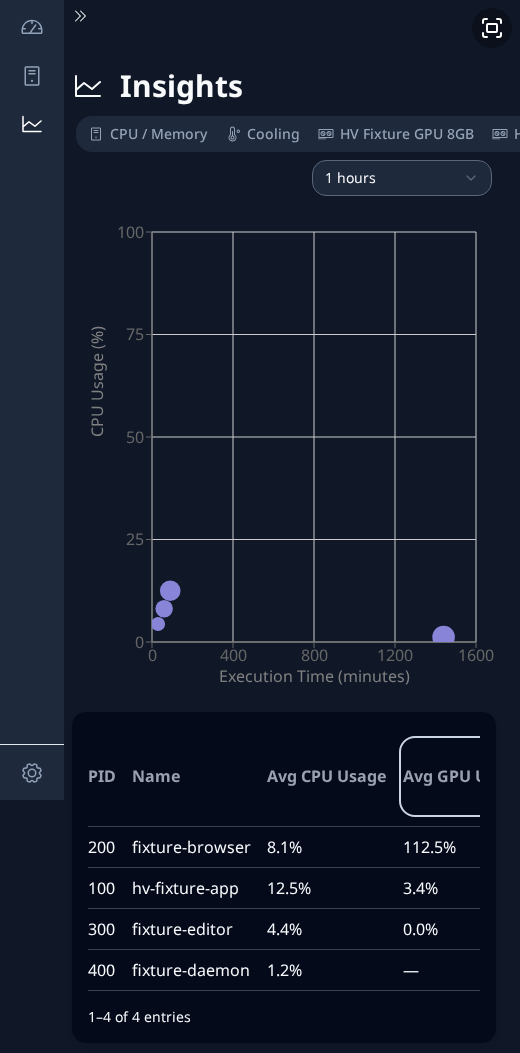 Insights
CPU / Memory Cooling HV Fixture GPU 8GB H
1 hours
100
75
50
25
0
CPU Usage (%)
0 400 800 1200 1600
Execution Time (minutes)
PID Name Avg CPU Usage Avg GPU U
200 fixture-browser 8.1% 112.5%
100 hv-fixture-app 12.5% 3.4%
300 fixture-editor 4.4% 0.0%
400 fixture-daemon 1.2% —
1–4 of 4 entries